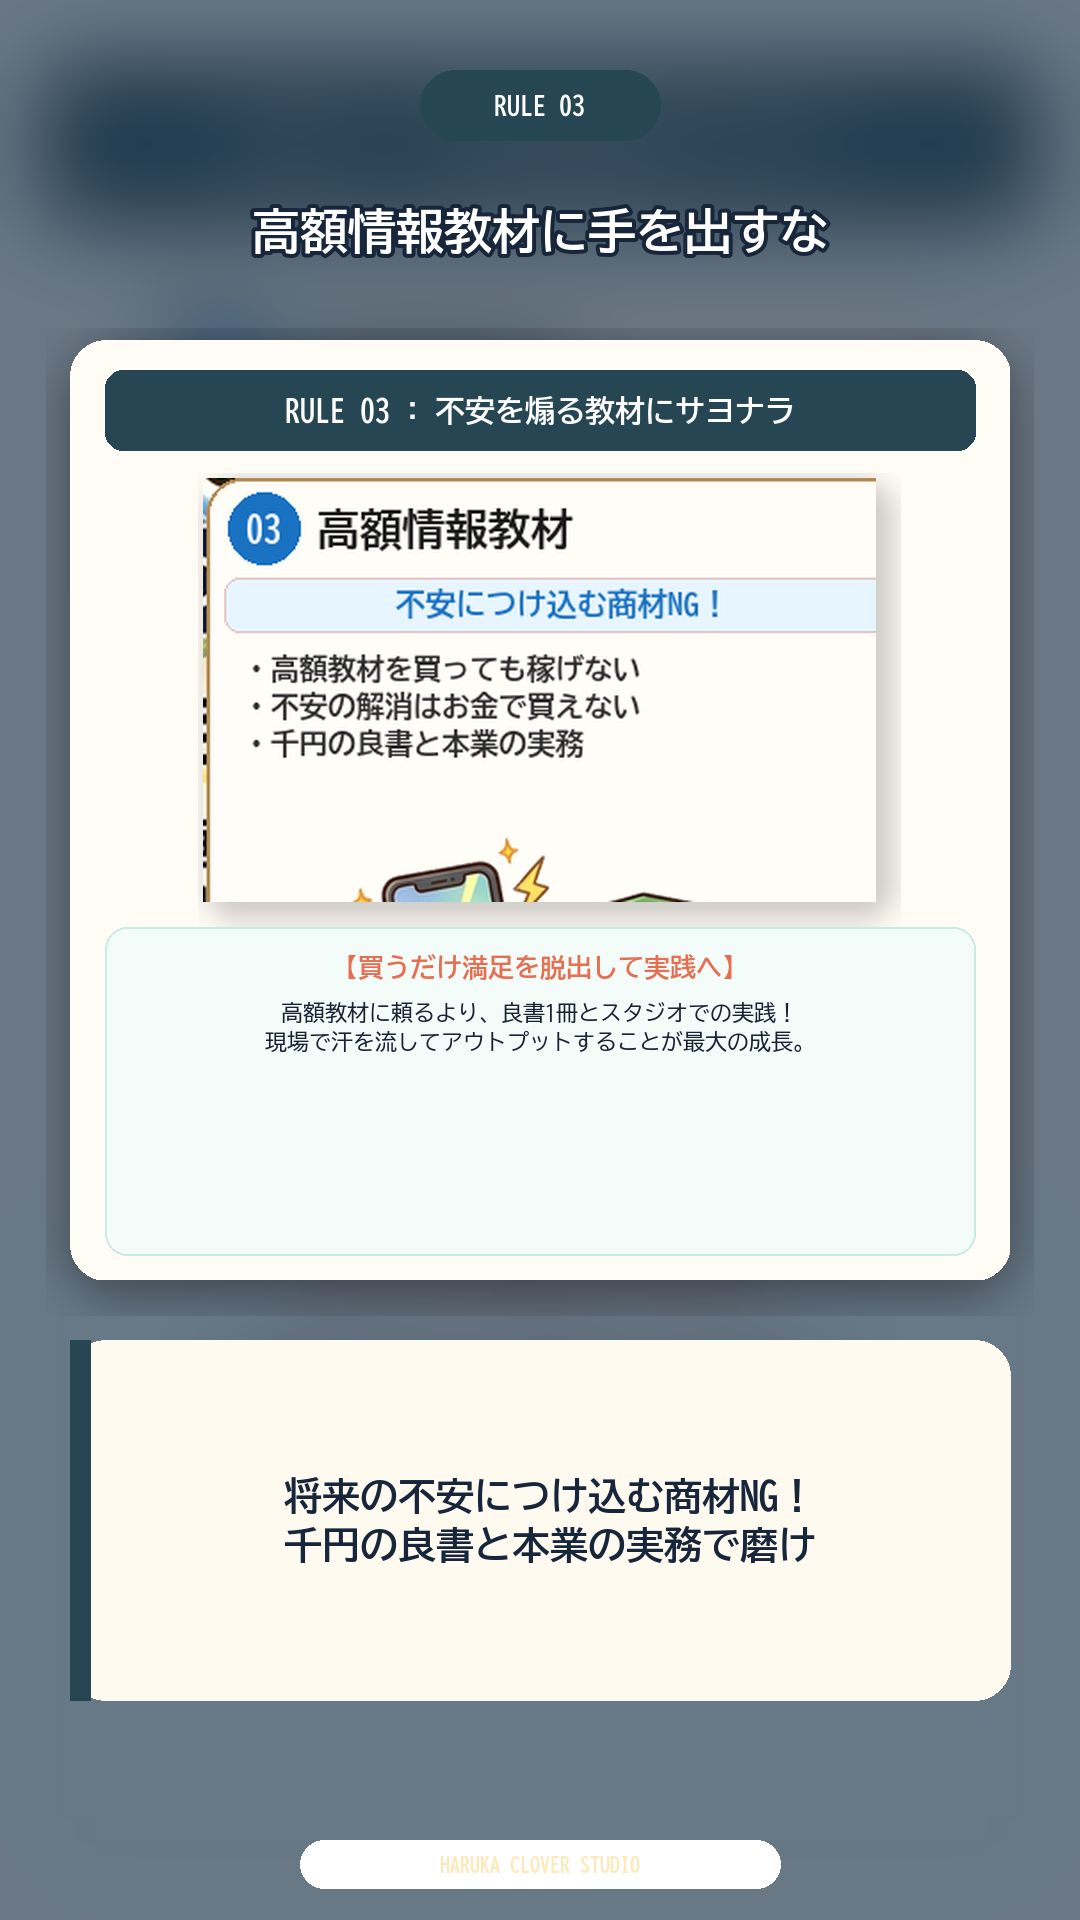 RULE 03
高額情報教材に手を出すな
RULE 03 : 不安を煽る教材にサヨナラ
03 高額情報教材
不安につけ込む商材NG！
・高額教材を買っても稼げない
・不安の解消はお金で買えない
・千円の良書と本業の実務
【買うだけ満足を脱出して実践へ】
高額教材に頼るより、良書1冊とスタジオでの実践！
現場で汗を流してアウトプットすることが最大の成長。
将来の不安につけ込む商材NG！
千円の良書と本業の実務で磨け
HARUKA CLOVER STUDIO